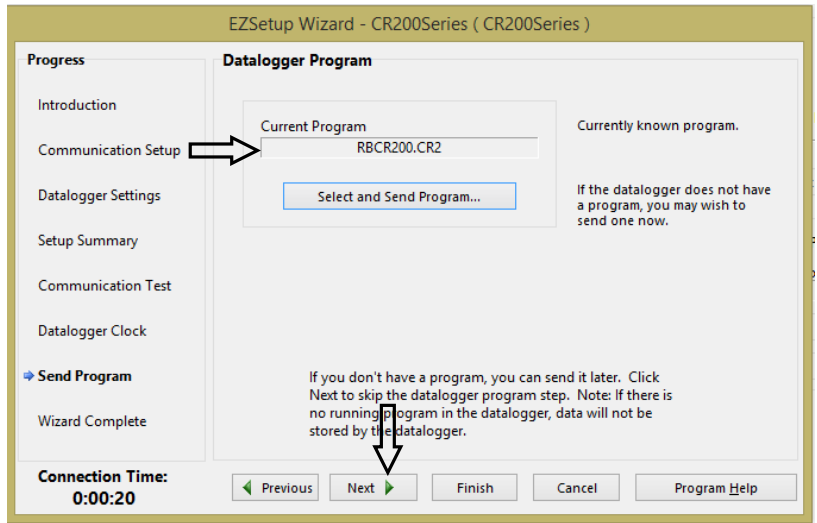 EZSetup Wizard - CR200Series ( CR200Series )
Progress
Introduction
Communication Setup
Datalogger Settings
Setup Summary
Communication Test
Datalogger Clock
Send Program
Wizard Complete
Connection Time:
0:00:20
Datalogger Program
Current Program
RBCR200.CR2
Select and Send Program...
Currently known program.
If the datalogger does not have
a program, you may wish to
send one now.
If you don't have a program, you can send it later. Click
Next to skip the datalogger program step. Note: If there is
no running program in the datalogger, data will not be
stored by the datalogger.
Previous
Next
Finish
Cancel
Program Help